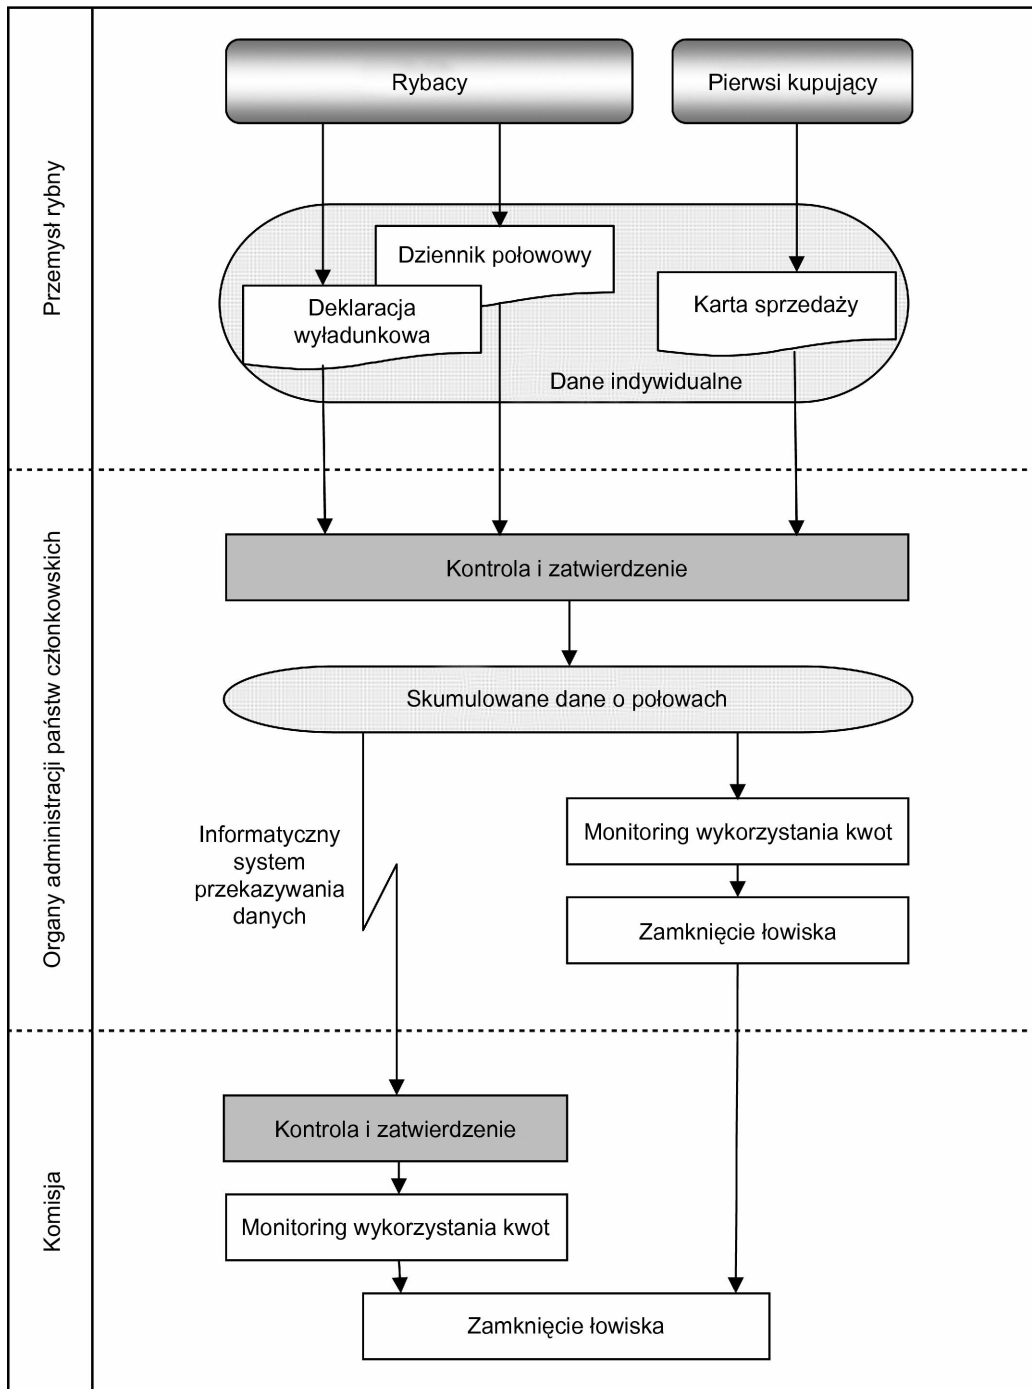 Przemysł rybny
Rybacy
Pierwsi kupujący
Dziennik połowowy
Deklaracja
wyładunkowa
Karta sprzedaży
Dane indywidualne
Organy administracji państw członkowskich
Kontrola i zatwierdzenie
Skumulowane dane o połowach
Informatyczny
system
przekazywania
danych
Monitoring wykorzystania kwot
Zamknięcie łowiska
Komisja
Kontrola i zatwierdzenie
Monitoring wykorzystania kwot
Zamknięcie łowiska